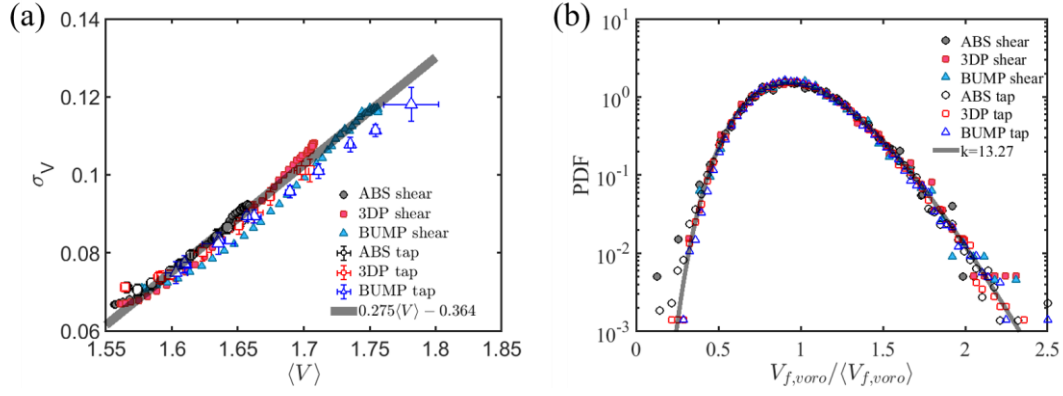 (a)
0.14
0.12
0.1
0.08
0.06
σV
1.55
1.6
1.65
1.7
1.75
1.8
1.85
⟨V⟩
ABS shear
3DP shear
BUMP shear
ABS tap
3DP tap
BUMP tap
0.275⟨V⟩ − 0.364
(b)
10¹
10⁰
10⁻¹
10⁻²
10⁻³
PDF
0
0.5
1
1.5
2
2.5
Vf,voro/⟨Vf,voro⟩
ABS shear
3DP shear
BUMP shear
ABS tap
3DP tap
BUMP tap
k=13.27